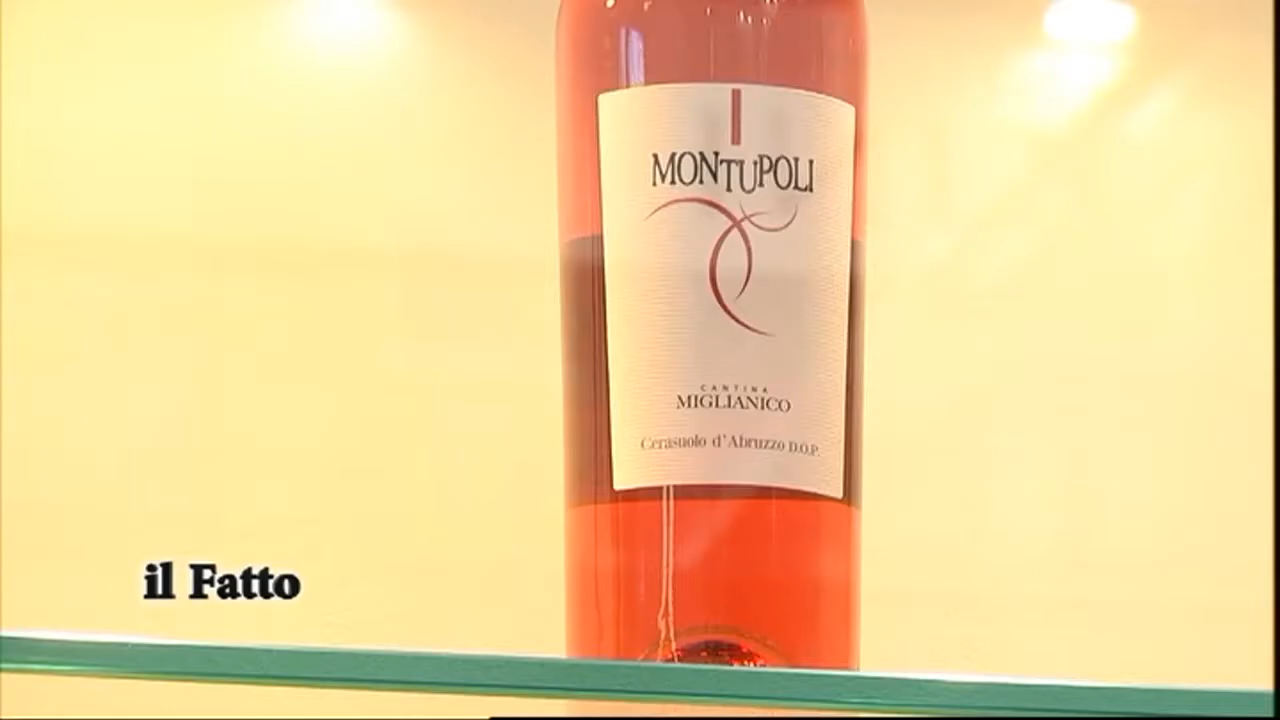 MONTUPOLI
CANTINA
MIGLIANICO
Cerasuolo d'Abruzzo D.O.P.
il Fatto